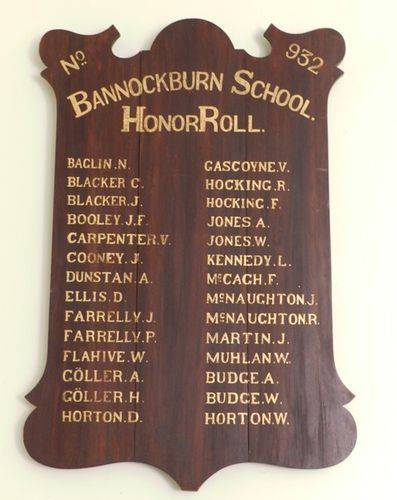 No. 932
BANNOCKBURN SCHOOL.
HONOR ROLL.
BAGLIN.N.
BLACKER C.
BLACKER.J.
BOOLEY.J.F.
CARPENTER.V.
COONEY.J.
DUNSTAN.A.
ELLIS.D.
FARRELLY.J.
FARRELLY.P.
FLAHIVE.W.
GÖLLER.A.
GÖLLER.H
HORTON.D.
GASCOYNE.V.
HOCKING.R.
HOCKING.F.
JONES.A.
JONES.W.
KENNEDY.L.
McCAGH.F.
McNAUGHTON.J.
McNAUGHTON.R.
MARTIN.J.
MUHLAN.W.
BUDGE.A.
BUDGE.W.
HORTON.W.